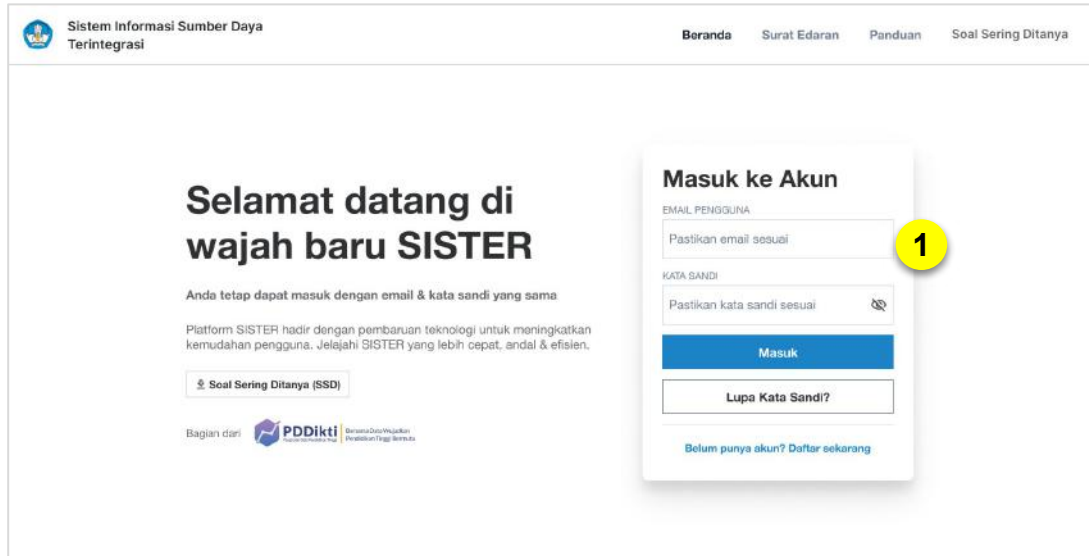 Sistem Informasi Sumber Daya
Terintegrasi
Beranda
Surat Edaran
Panduan
Soal Sering Ditanya
Selamat datang di
wajah baru SISTER
Anda tetap dapat masuk dengan email & kata sandi yang sama
Platform SISTER hadir dengan pembaruan teknologi untuk meningkatkan
kemudahan pengguna. Jelajahi SISTER yang lebih cepat, andal & efisien.
Soal Sering Ditanya (SSD)
Bagian dari
PDDikti
Masuk ke Akun
EMAIL PENGGUNA
Pastikan email sesuai
1
KATA SANDI
Pastikan kata sandi sesuai
Masuk
Lupa Kata Sandi?
Belum punya akun? Daftar sekarang